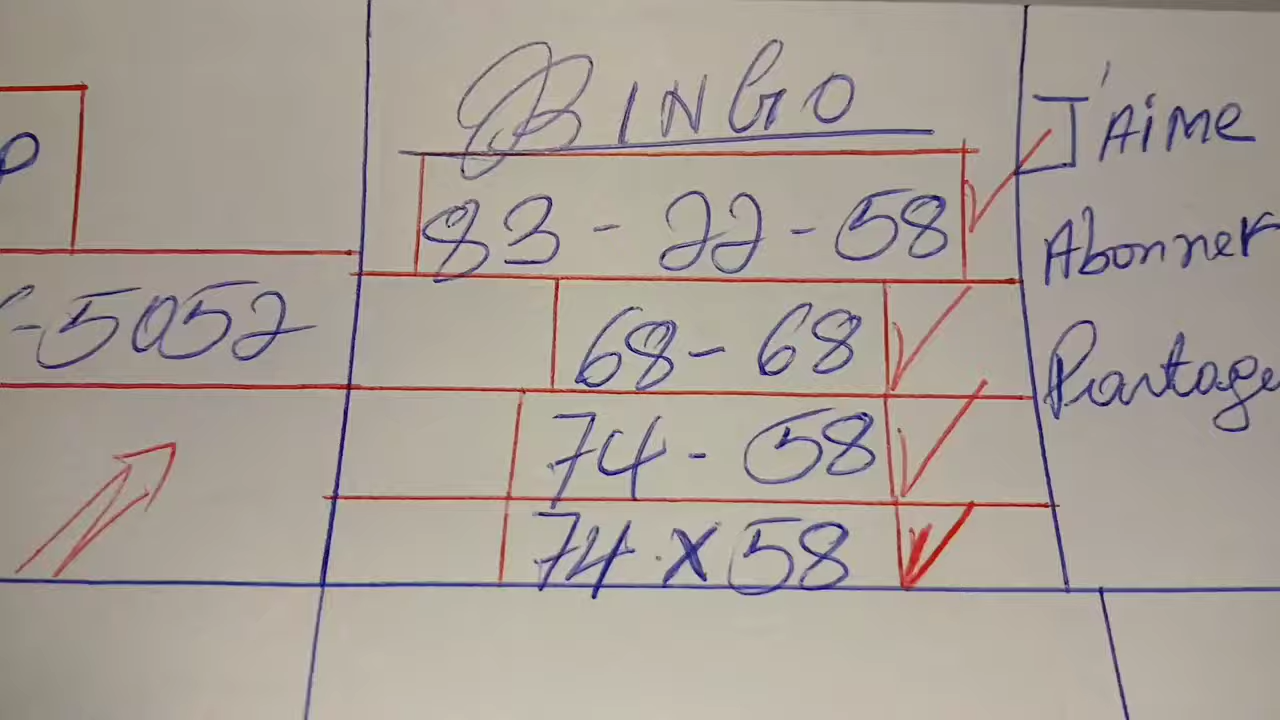 BINGO
83 - 22 - 58
68 - 68
74 - 58
74 x 58
-5052
J'Aime
Abonner
Partage